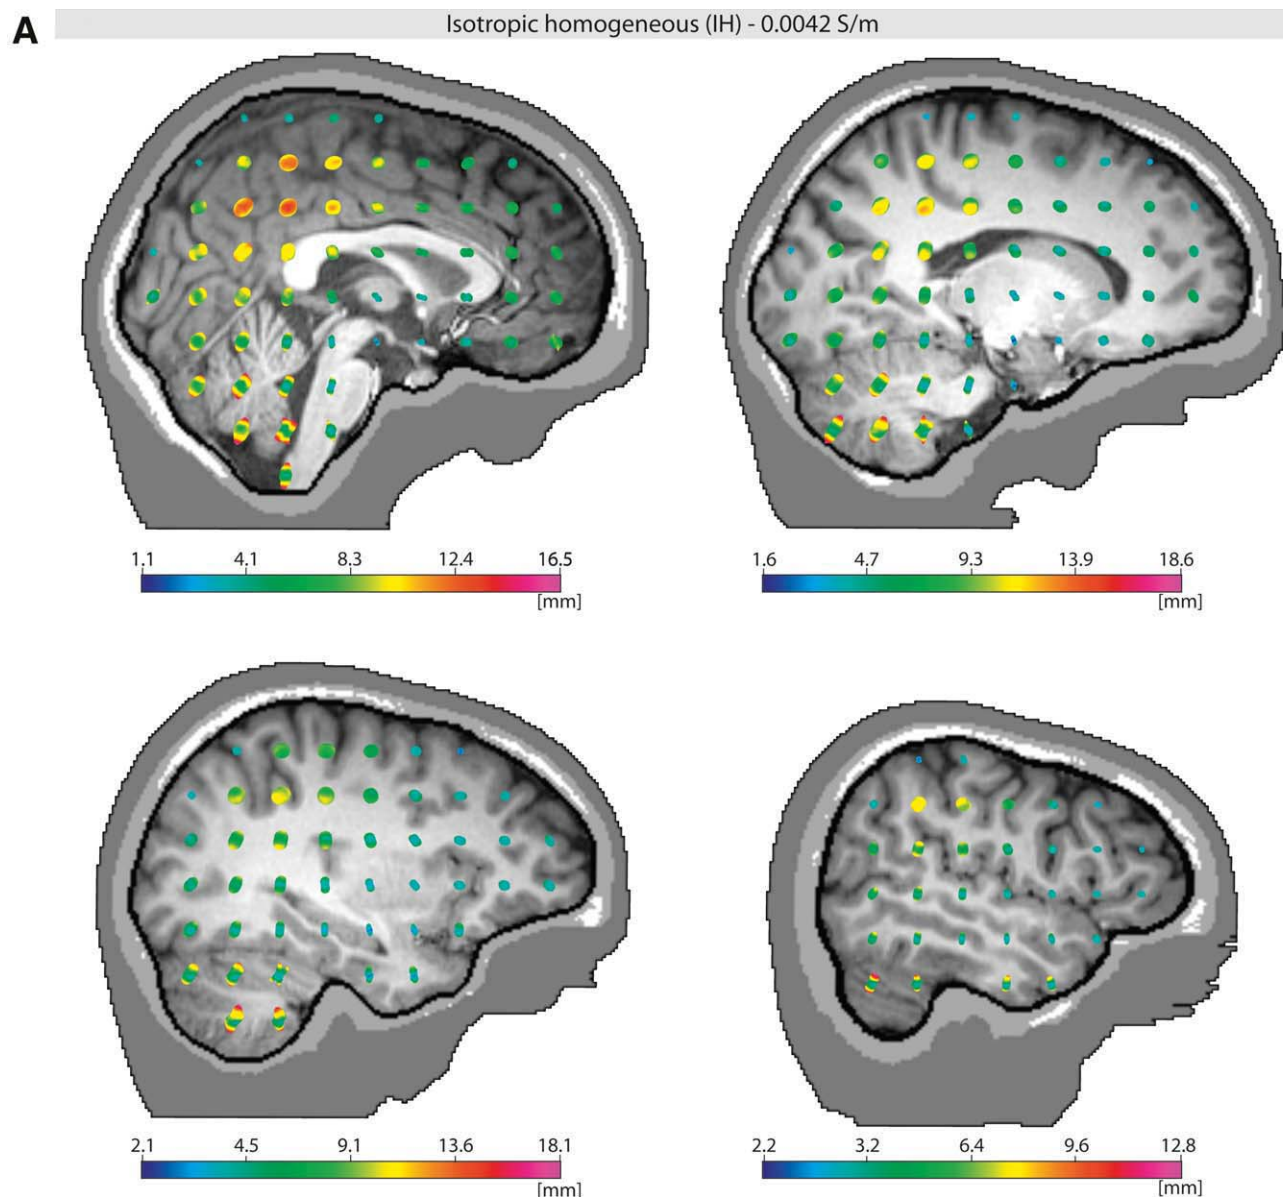 A
Isotropic homogeneous (IH) - 0.0042 S/m
1.1 4.1 8.3 12.4 16.5
[mm]
1.6 4.7 9.3 13.9 18.6
[mm]
2.1 4.5 9.1 13.6 18.1
[mm]
2.2 3.2 6.4 9.6 12.8
[mm]